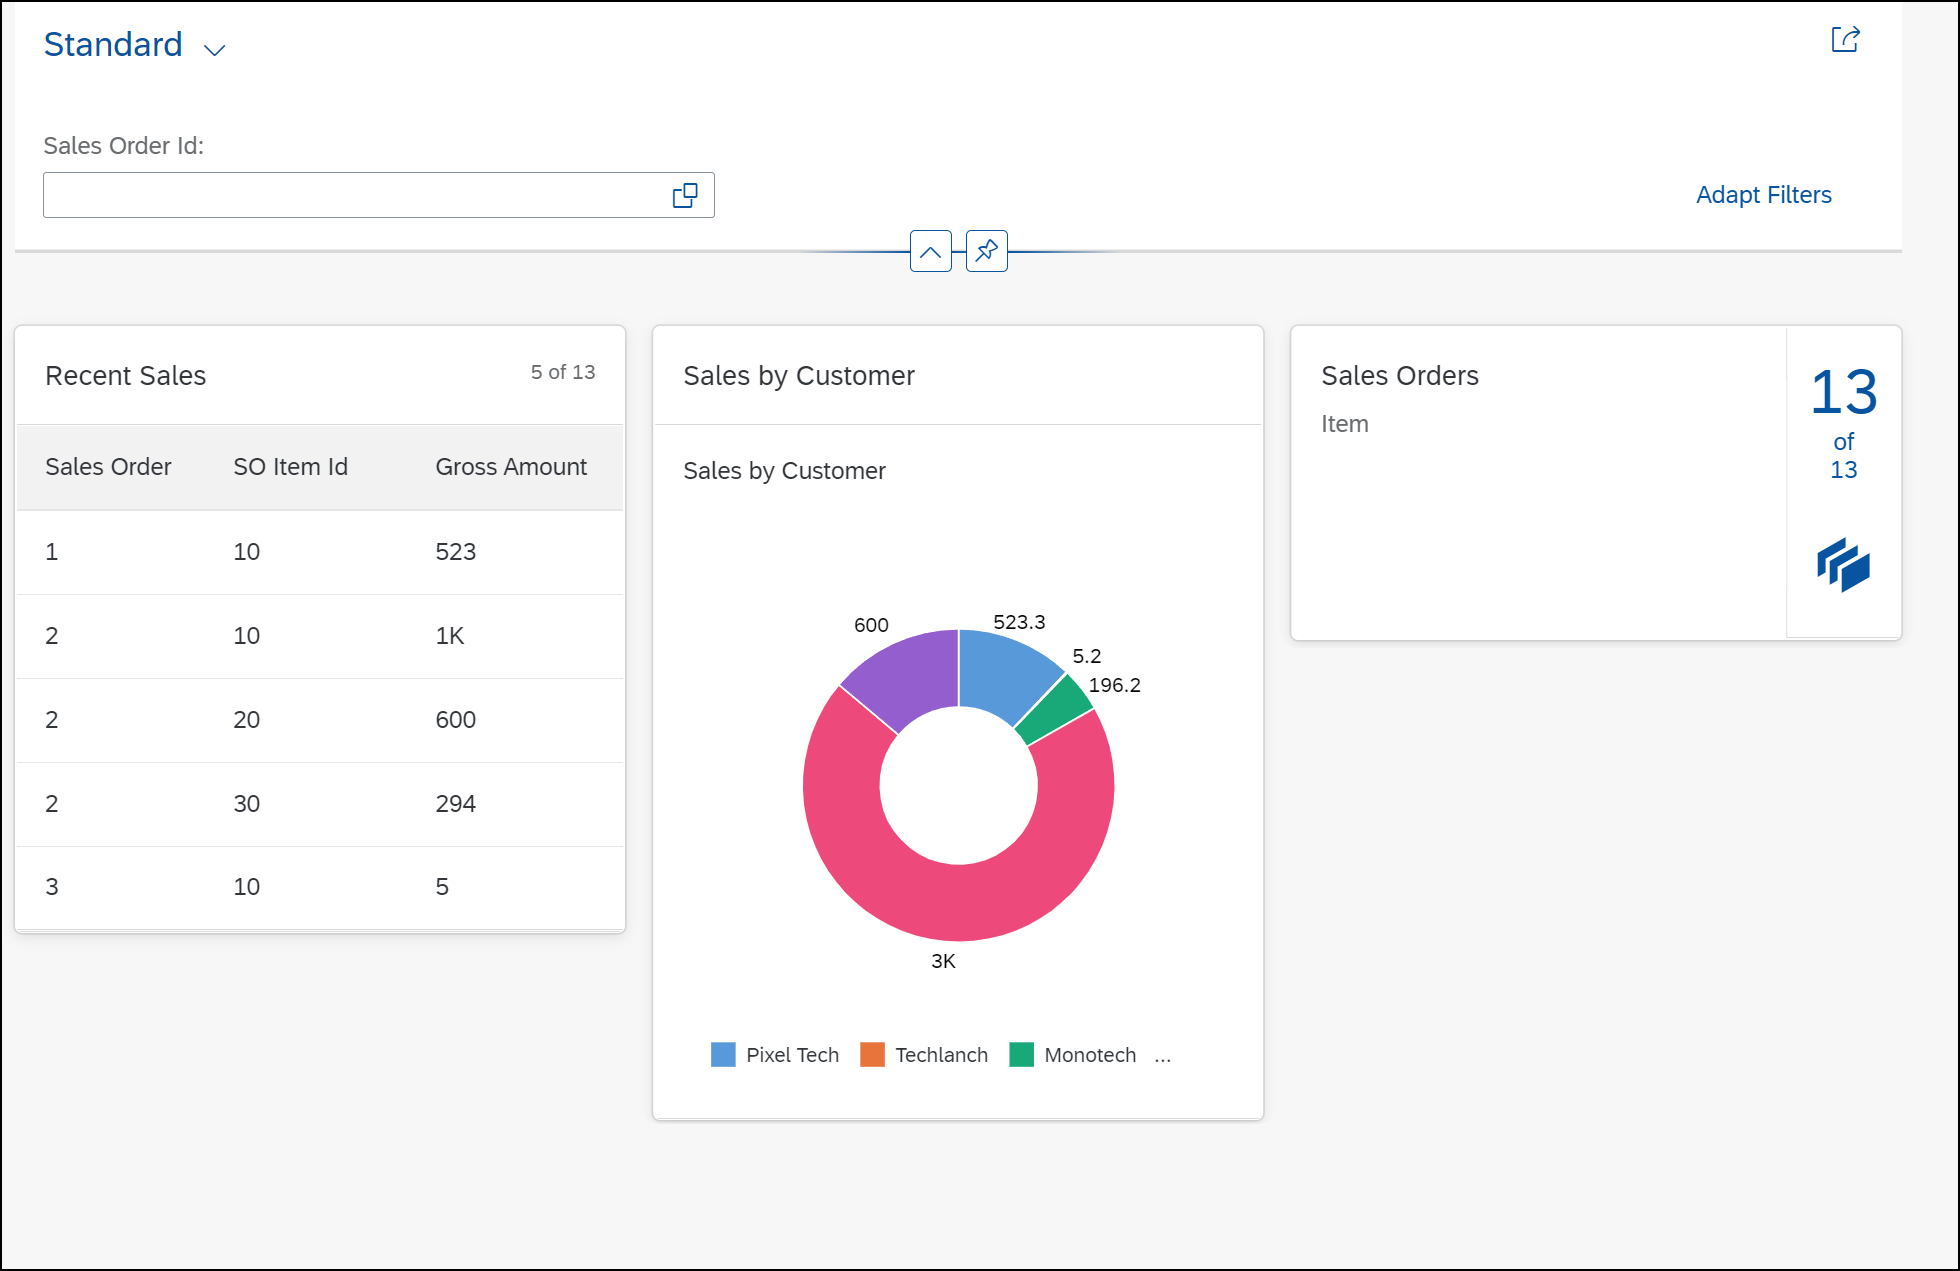 Standard
Sales Order Id:
Adapt Filters
Recent Sales
5 of 13
Sales Order SO Item Id Gross Amount
1 10 523
2 10 1K
2 20 600
2 30 294
3 10 5
Sales by Customer
Sales by Customer
600
523.3
5.2
196.2
3K
Pixel Tech Techlanch Monotech ...
Sales Orders
Item
13
of
13